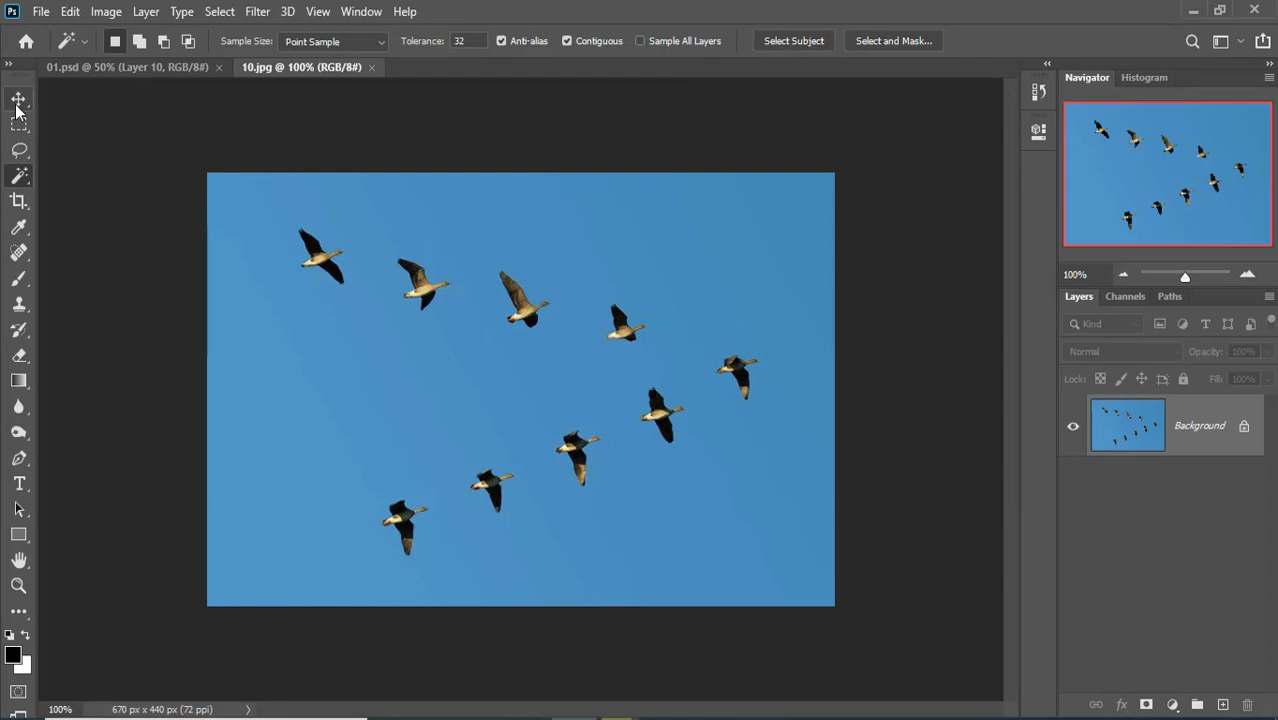 Ps File Edit Image Layer Type Select Filter 3D View Window Help
Sample Size: Point Sample Tolerance: 32 Anti-alias Contiguous Sample All Layers Select Subject Select and Mask...
01.psd @ 50% (Layer 10, RGB/8#) × 10.jpg @ 100% (RGB/8#) ×
Navigator Histogram
100%
Layers Channels Paths
Kind
Normal Opacity: 100%
Lock: Fill: 100%
Background
T
fx
100% 670 px x 440 px (72 ppi)